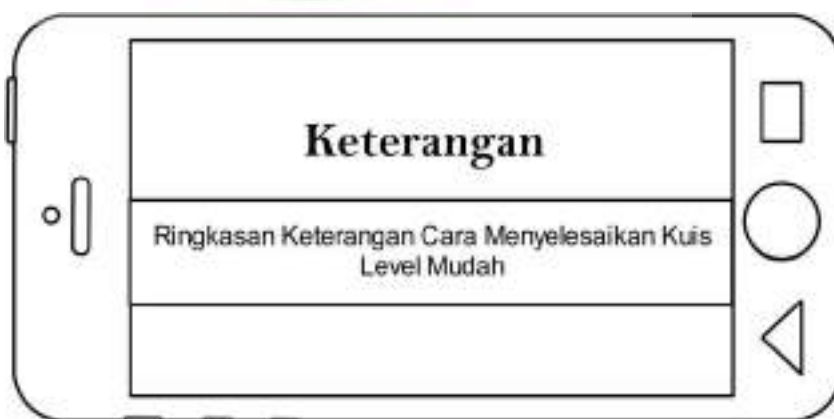 Keterangan
Ringkasan Keterangan Cara Menyelesaikan Kuis
Level Mudah